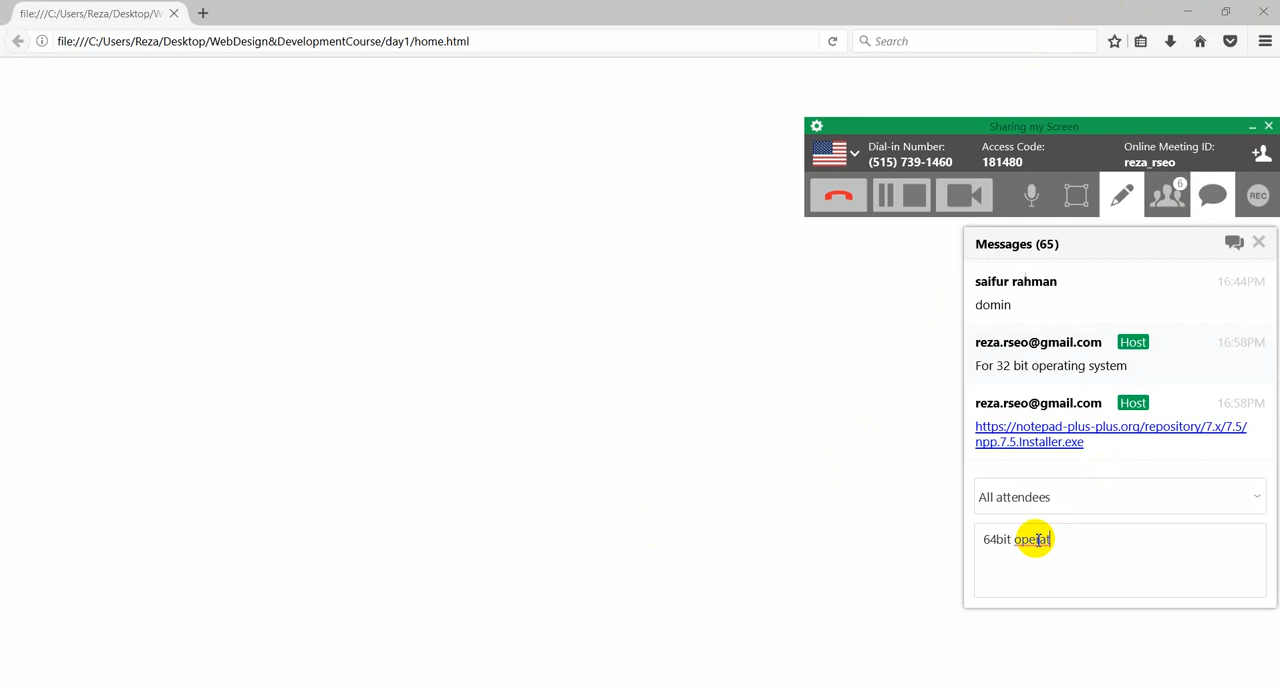 file:///C:/Users/Reza/Desktop/W
file:///C:/Users/Reza/Desktop/WebDesign&DevelopmentCourse/day1/home.html
Search
Sharing my Screen
Dial-in Number:
(515) 739-1460
Access Code:
181480
Online Meeting ID:
reza_rseo
6
REC
Messages (65)
saifur rahman 16:44PM
domin
reza.rseo@gmail.com Host 16:58PM
For 32 bit operating system
reza.rseo@gmail.com Host 16:58PM
https://notepad-plus-plus.org/repository/7.x/7.5/
npp.7.5.Installer.exe
All attendees
64bit operat